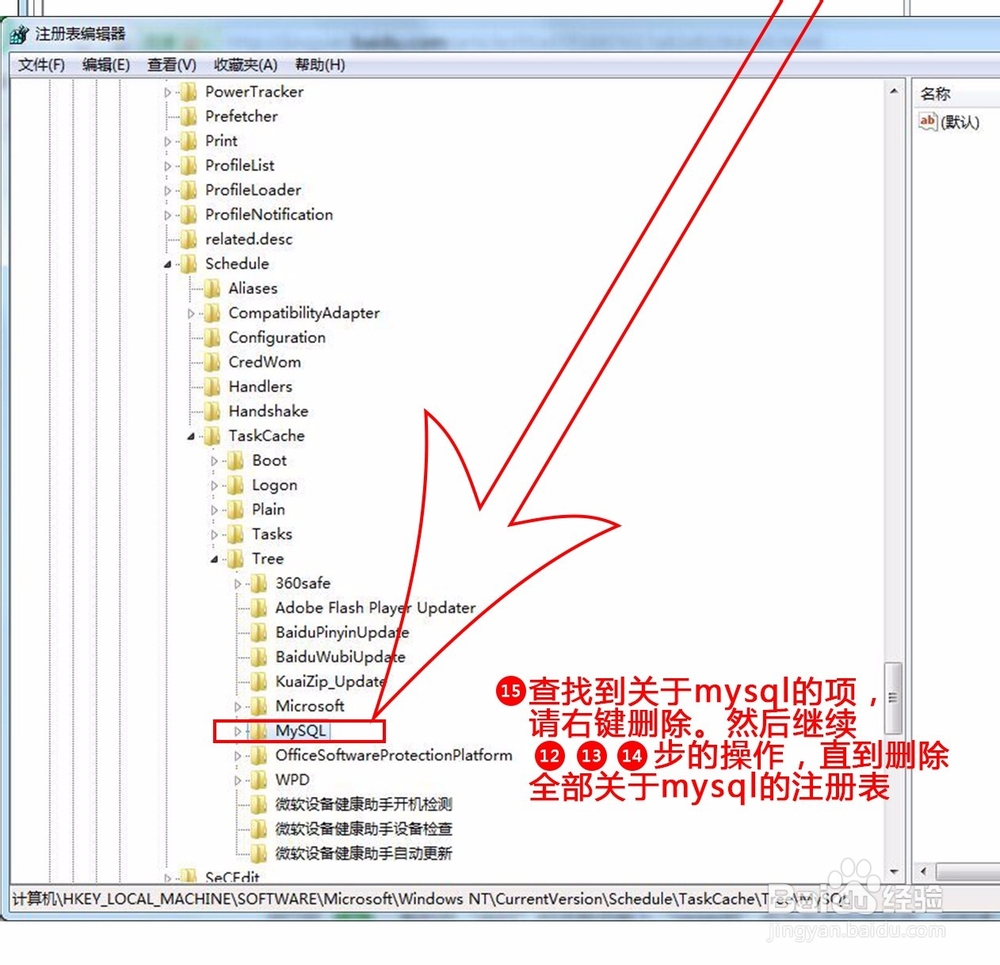 注册表编辑器
文件(F) 编辑(E) 查看(V) 收藏夹(A) 帮助(H)
PowerTracker
Prefetcher
Print
ProfileList
ProfileLoader
ProfileNotification
related.desc
Schedule
Aliases
CompatibilityAdapter
Configuration
CredWom
Handlers
Handshake
TaskCache
Boot
Logon
Plain
Tasks
Tree
360safe
Adobe Flash Player Updater
BaiduPinyinUpdate
BaiduWubiUpdate
KuaiZip_Update
Microsoft
MySQL
OfficeSoftwareProtectionPlatform
WPD
微软设备健康助手开机检测
微软设备健康助手设备检查
微软设备健康助手自动更新
SeCEdit
名称
ab (默认)
15 查找到关于mysql的项，
请右键删除。然后继续
12 13 14 步的操作，直到删除
全部关于mysql的注册表
计算机\HKEY_LOCAL_MACHINE\SOFTWARE\Microsoft\Windows NT\CurrentVersion\Schedule\TaskCache\Tree\MySQL
Baidu 经验
jingyan.baidu.com